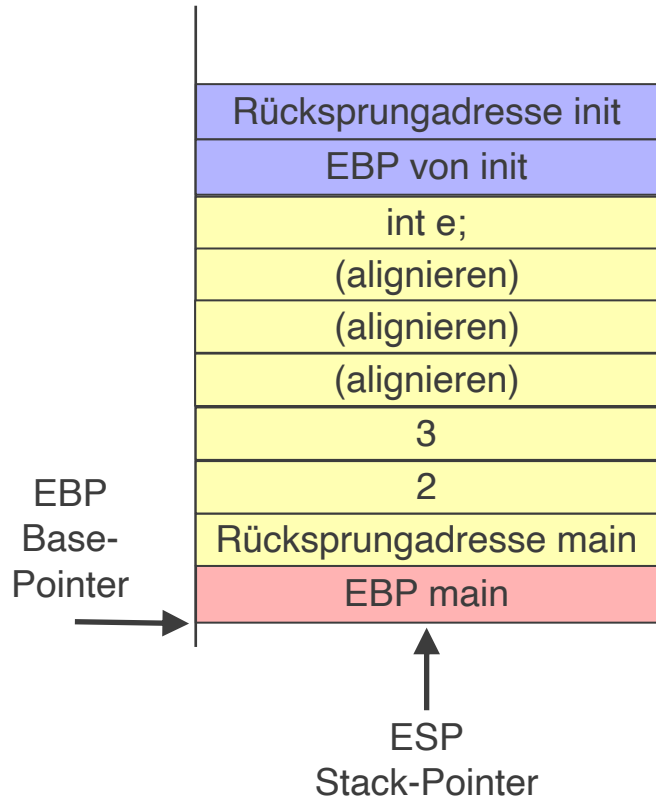 Rücksprungadresse init
EBP von init
int e;
(alignieren)
(alignieren)
(alignieren)
3
2
Rücksprungadresse main
EBP main
EBP
Base-
Pointer
ESP
Stack-Pointer